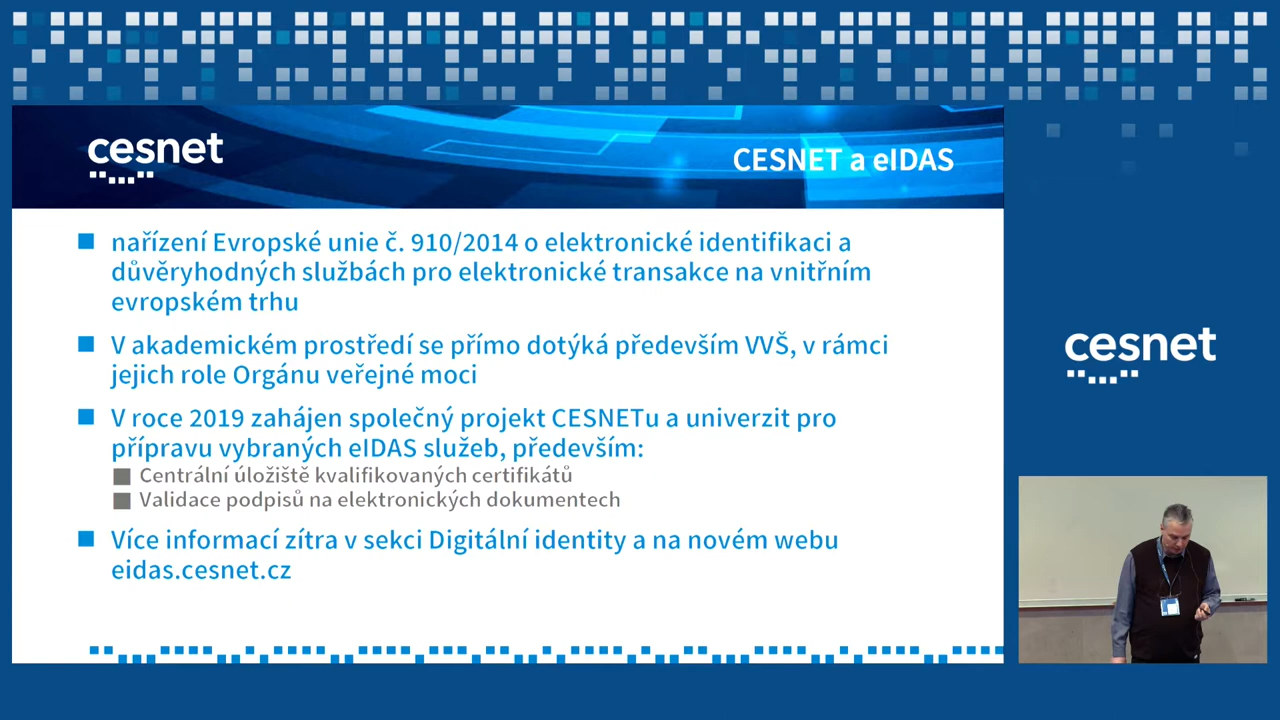 cesnet
CESNET a eIDAS
nařízení Evropské unie č. 910/2014 o elektronické identifikaci a
důvěryhodných službách pro elektronické transakce na vnitřním
evropském trhu
V akademickém prostředí se přímo dotýká především VVŠ, v rámci
jejich role Orgánu veřejné moci
V roce 2019 zahájen společný projekt CESNETu a univerzit pro
přípravu vybraných eIDAS služeb, především:
Centrální úložiště kvalifikovaných certifikátů
Validace podpisů na elektronických dokumentech
Více informací zítra v sekci Digitální identity a na novém webu
eidas.cesnet.cz
cesnet